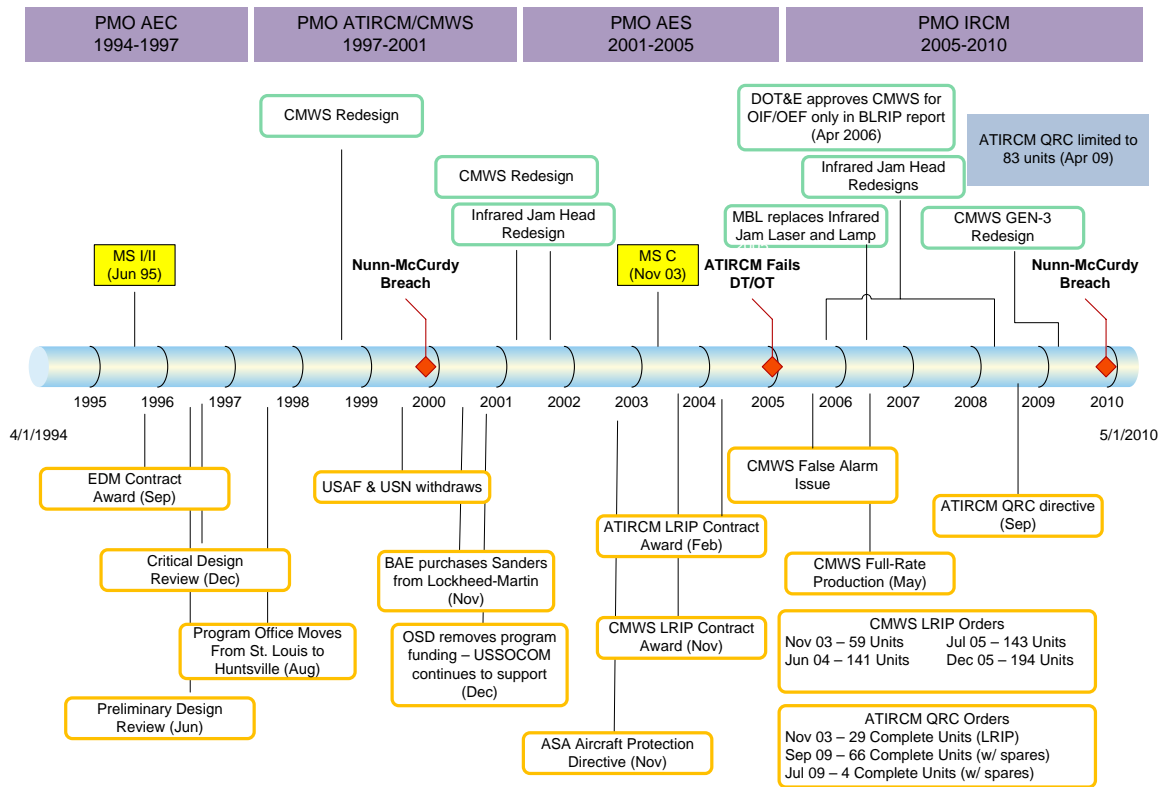 PMO AEC
1994-1997
PMO ATIRCM/CMWS
1997-2001
PMO AES
2001-2005
PMO IRCM
2005-2010
CMWS Redesign
DOT&E approves CMWS for
OIF/OEF only in BLRIP report
(Apr 2006)
ATIRCM QRC limited to
83 units (Apr 09)
CMWS Redesign
Infrared Jam Head
Redesigns
Infrared Jam Head
Redesign
MBL replaces Infrared
Jam Laser and Lamp
2005
CMWS GEN-3
Redesign
MS I/II
(Jun 95)
Nunn-McCurdy
Breach
MS C
(Nov 03)
ATIRCM Fails
DT/OT
Nunn-McCurdy
Breach
1995
1996
1997
1998
1999
2000
2001
2002
2003
2004
2005
2006
2007
2008
2009
2010
4/1/1994
5/1/2010
EDM Contract
Award (Sep)
USAF & USN withdraws
CMWS False Alarm
Issue
ATIRCM QRC directive
(Sep)
ATIRCM LRIP Contract
Award (Feb)
Critical Design
Review (Dec)
BAE purchases Sanders
from Lockheed-Martin
(Nov)
CMWS Full-Rate
Production (May)
Program Office Moves
From St. Louis to
Huntsville (Aug)
OSD removes program
funding – USSOCOM
continues to support
(Dec)
CMWS LRIP Contract
Award (Nov)
CMWS LRIP Orders
Nov 03 – 59 Units
Jul 05 – 143 Units
Jun 04 – 141 Units
Dec 05 – 194 Units
Preliminary Design
Review (Jun)
ASA Aircraft Protection
Directive (Nov)
ATIRCM QRC Orders
Nov 03 – 29 Complete Units (LRIP)
Sep 09 – 66 Complete Units (w/ spares)
Jul 09 – 4 Complete Units (w/ spares)